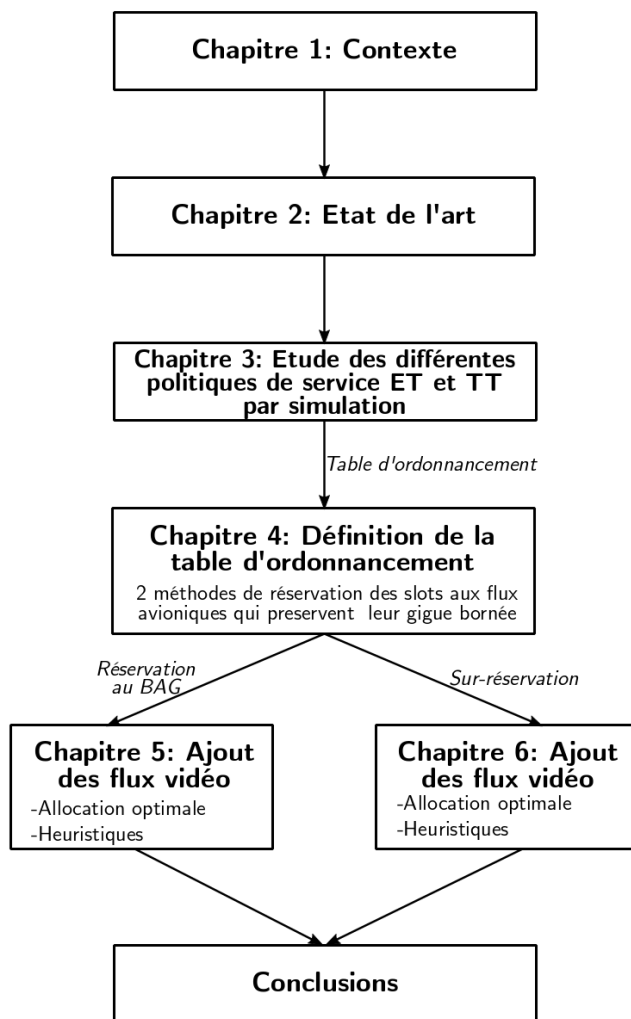 Chapitre 1: Contexte
Chapitre 2: Etat de l'art
Chapitre 3: Etude des différentes
politiques de service ET et TT
par simulation
Table d'ordonnancement
Chapitre 4: Définition de la
table d'ordonnancement
2 méthodes de réservation des slots aux flux
avioniques qui preservent leur gigue bornée
Réservation
au BAG
Sur-réservation
Chapitre 5: Ajout
des flux vidéo
-Allocation optimale
-Heuristiques
Chapitre 6: Ajout
des flux vidéo
-Allocation optimale
-Heuristiques
Conclusions